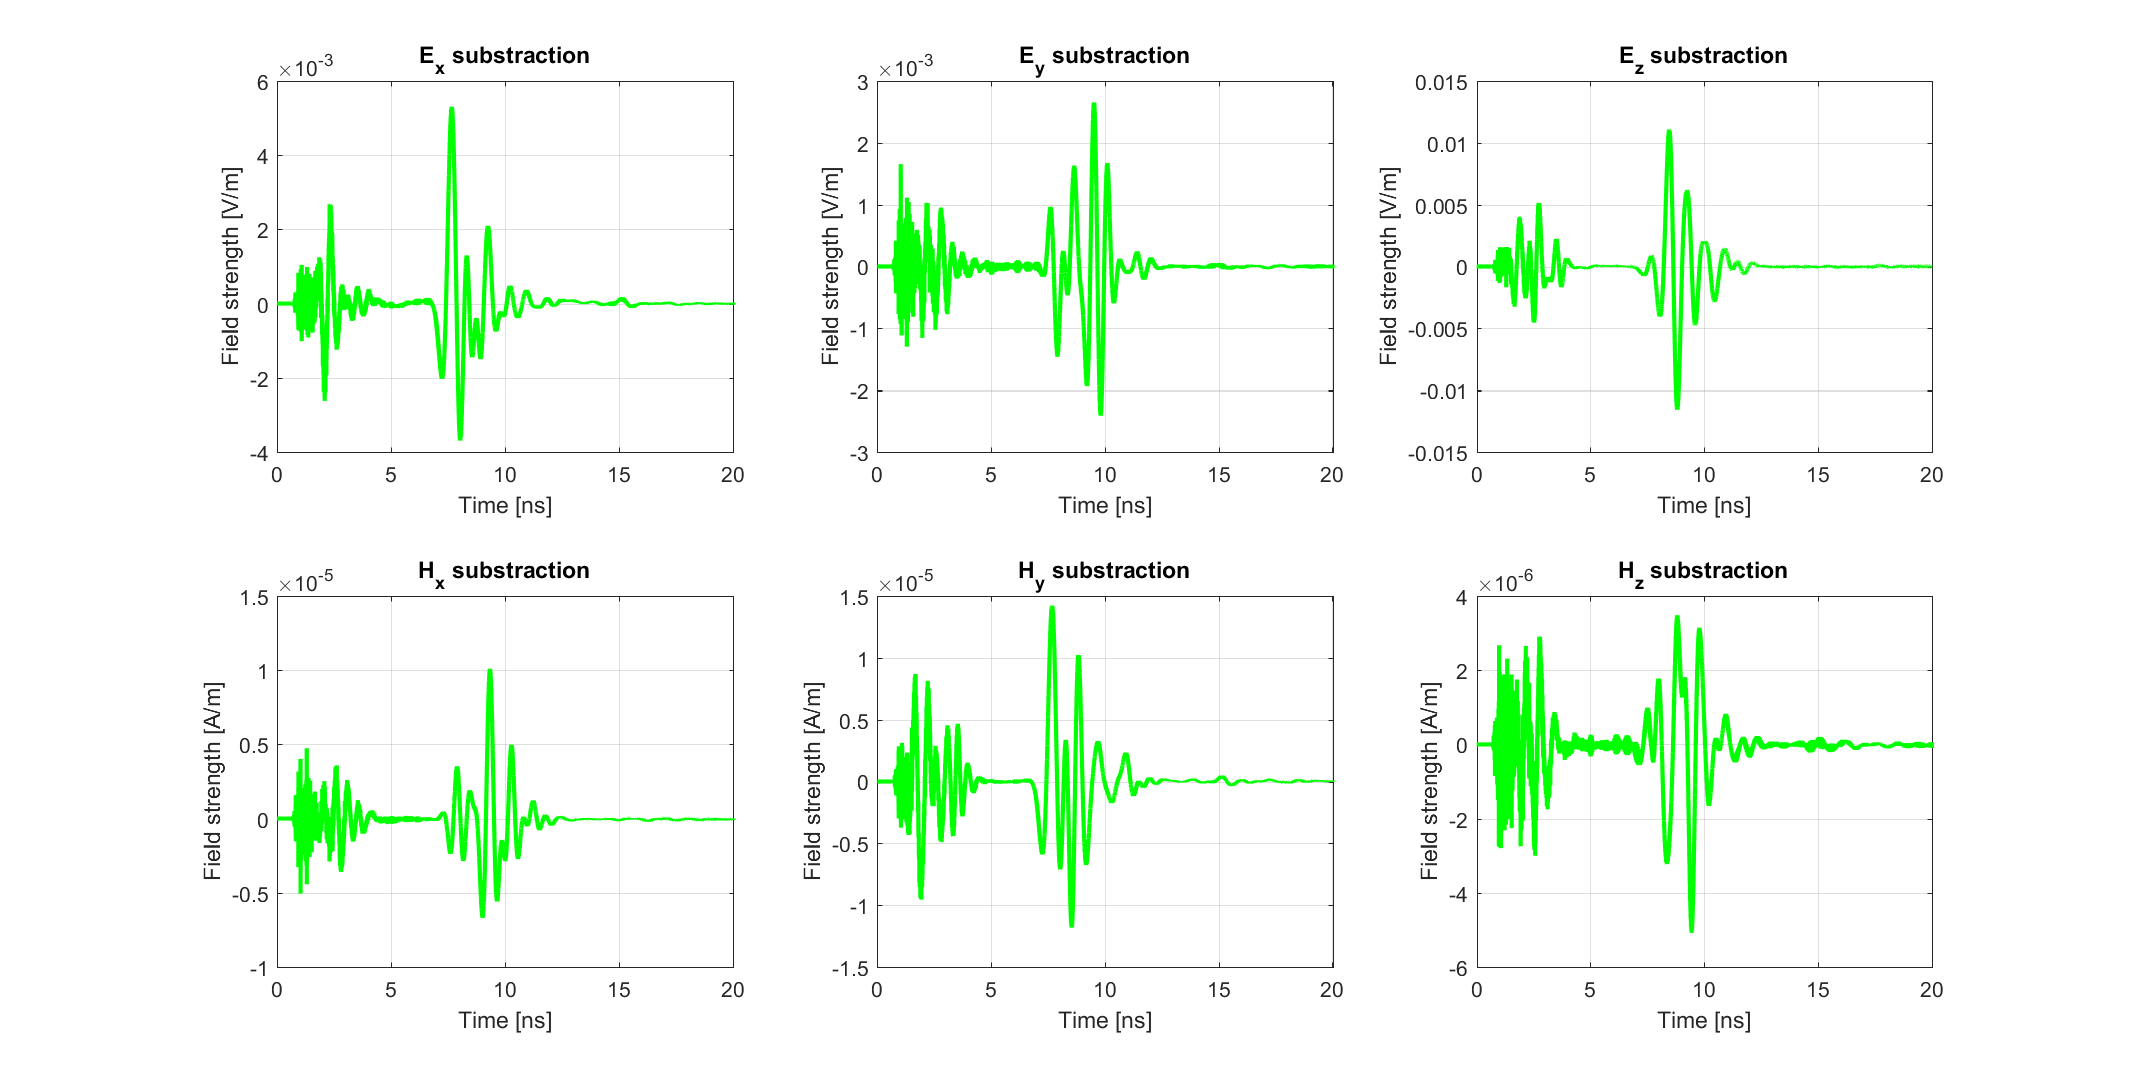 E_x substraction
×10^-3
6
4
2
0
-2
-4
Field strength [V/m]
0 5 10 15 20
Time [ns]
E_y substraction
×10^-3
3
2
1
0
-1
-2
-3
Field strength [V/m]
0 5 10 15 20
Time [ns]
E_z substraction
0.015
0.01
0.005
0
-0.005
-0.01
-0.015
Field strength [V/m]
0 5 10 15 20
Time [ns]
H_x substraction
×10^-5
1.5
1
0.5
0
-0.5
-1
Field strength [A/m]
0 5 10 15 20
Time [ns]
H_y substraction
×10^-5
1.5
1
0.5
0
-0.5
-1
-1.5
Field strength [A/m]
0 5 10 15 20
Time [ns]
H_z substraction
×10^-6
4
2
0
-2
-4
-6
Field strength [A/m]
0 5 10 15 20
Time [ns]